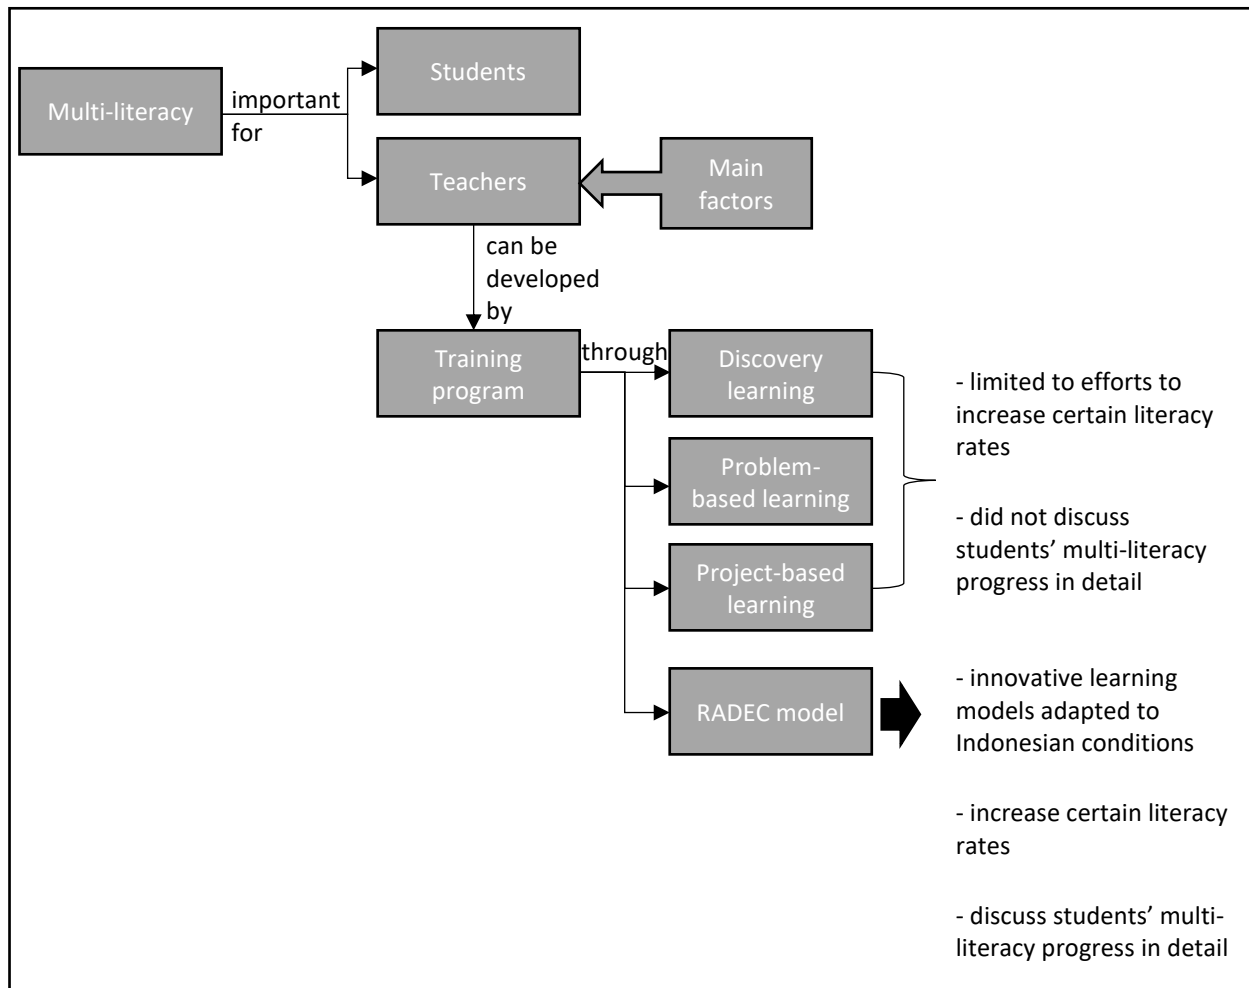 Multi-literacy
important
for
Students
Teachers
Main
factors
can be
developed
by
Training
program
through
Discovery
learning
Problem-
based learning
Project-based
learning
RADEC model
- limited to efforts to
increase certain literacy
rates
- did not discuss
students’ multi-literacy
progress in detail
- innovative learning
models adapted to
Indonesian conditions
- increase certain literacy
rates
- discuss students’ multi-
literacy progress in detail